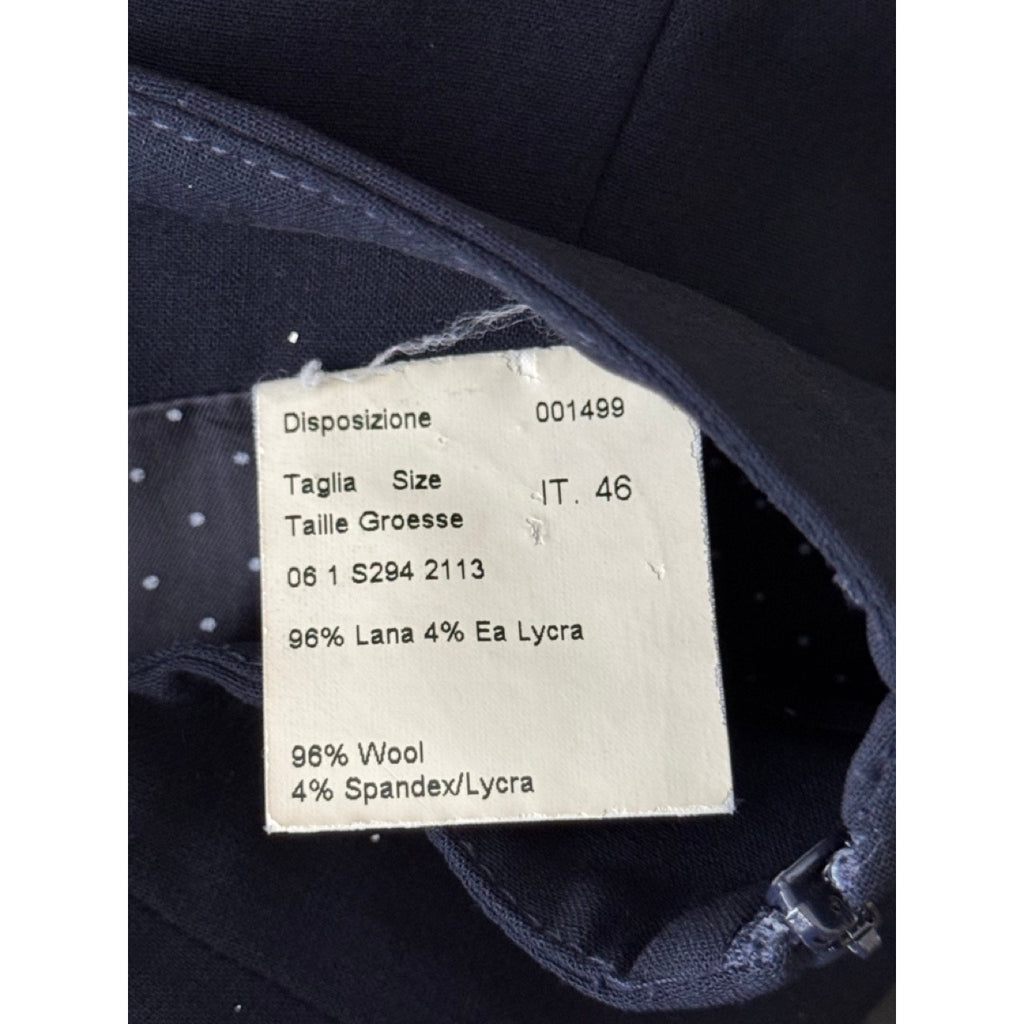 Disposizione 001499
Taglia Size IT. 46
Taille Groesse
06 1 S294 2113
96% Lana 4% Ea Lycra
96% Wool
4% Spandex/Lycra